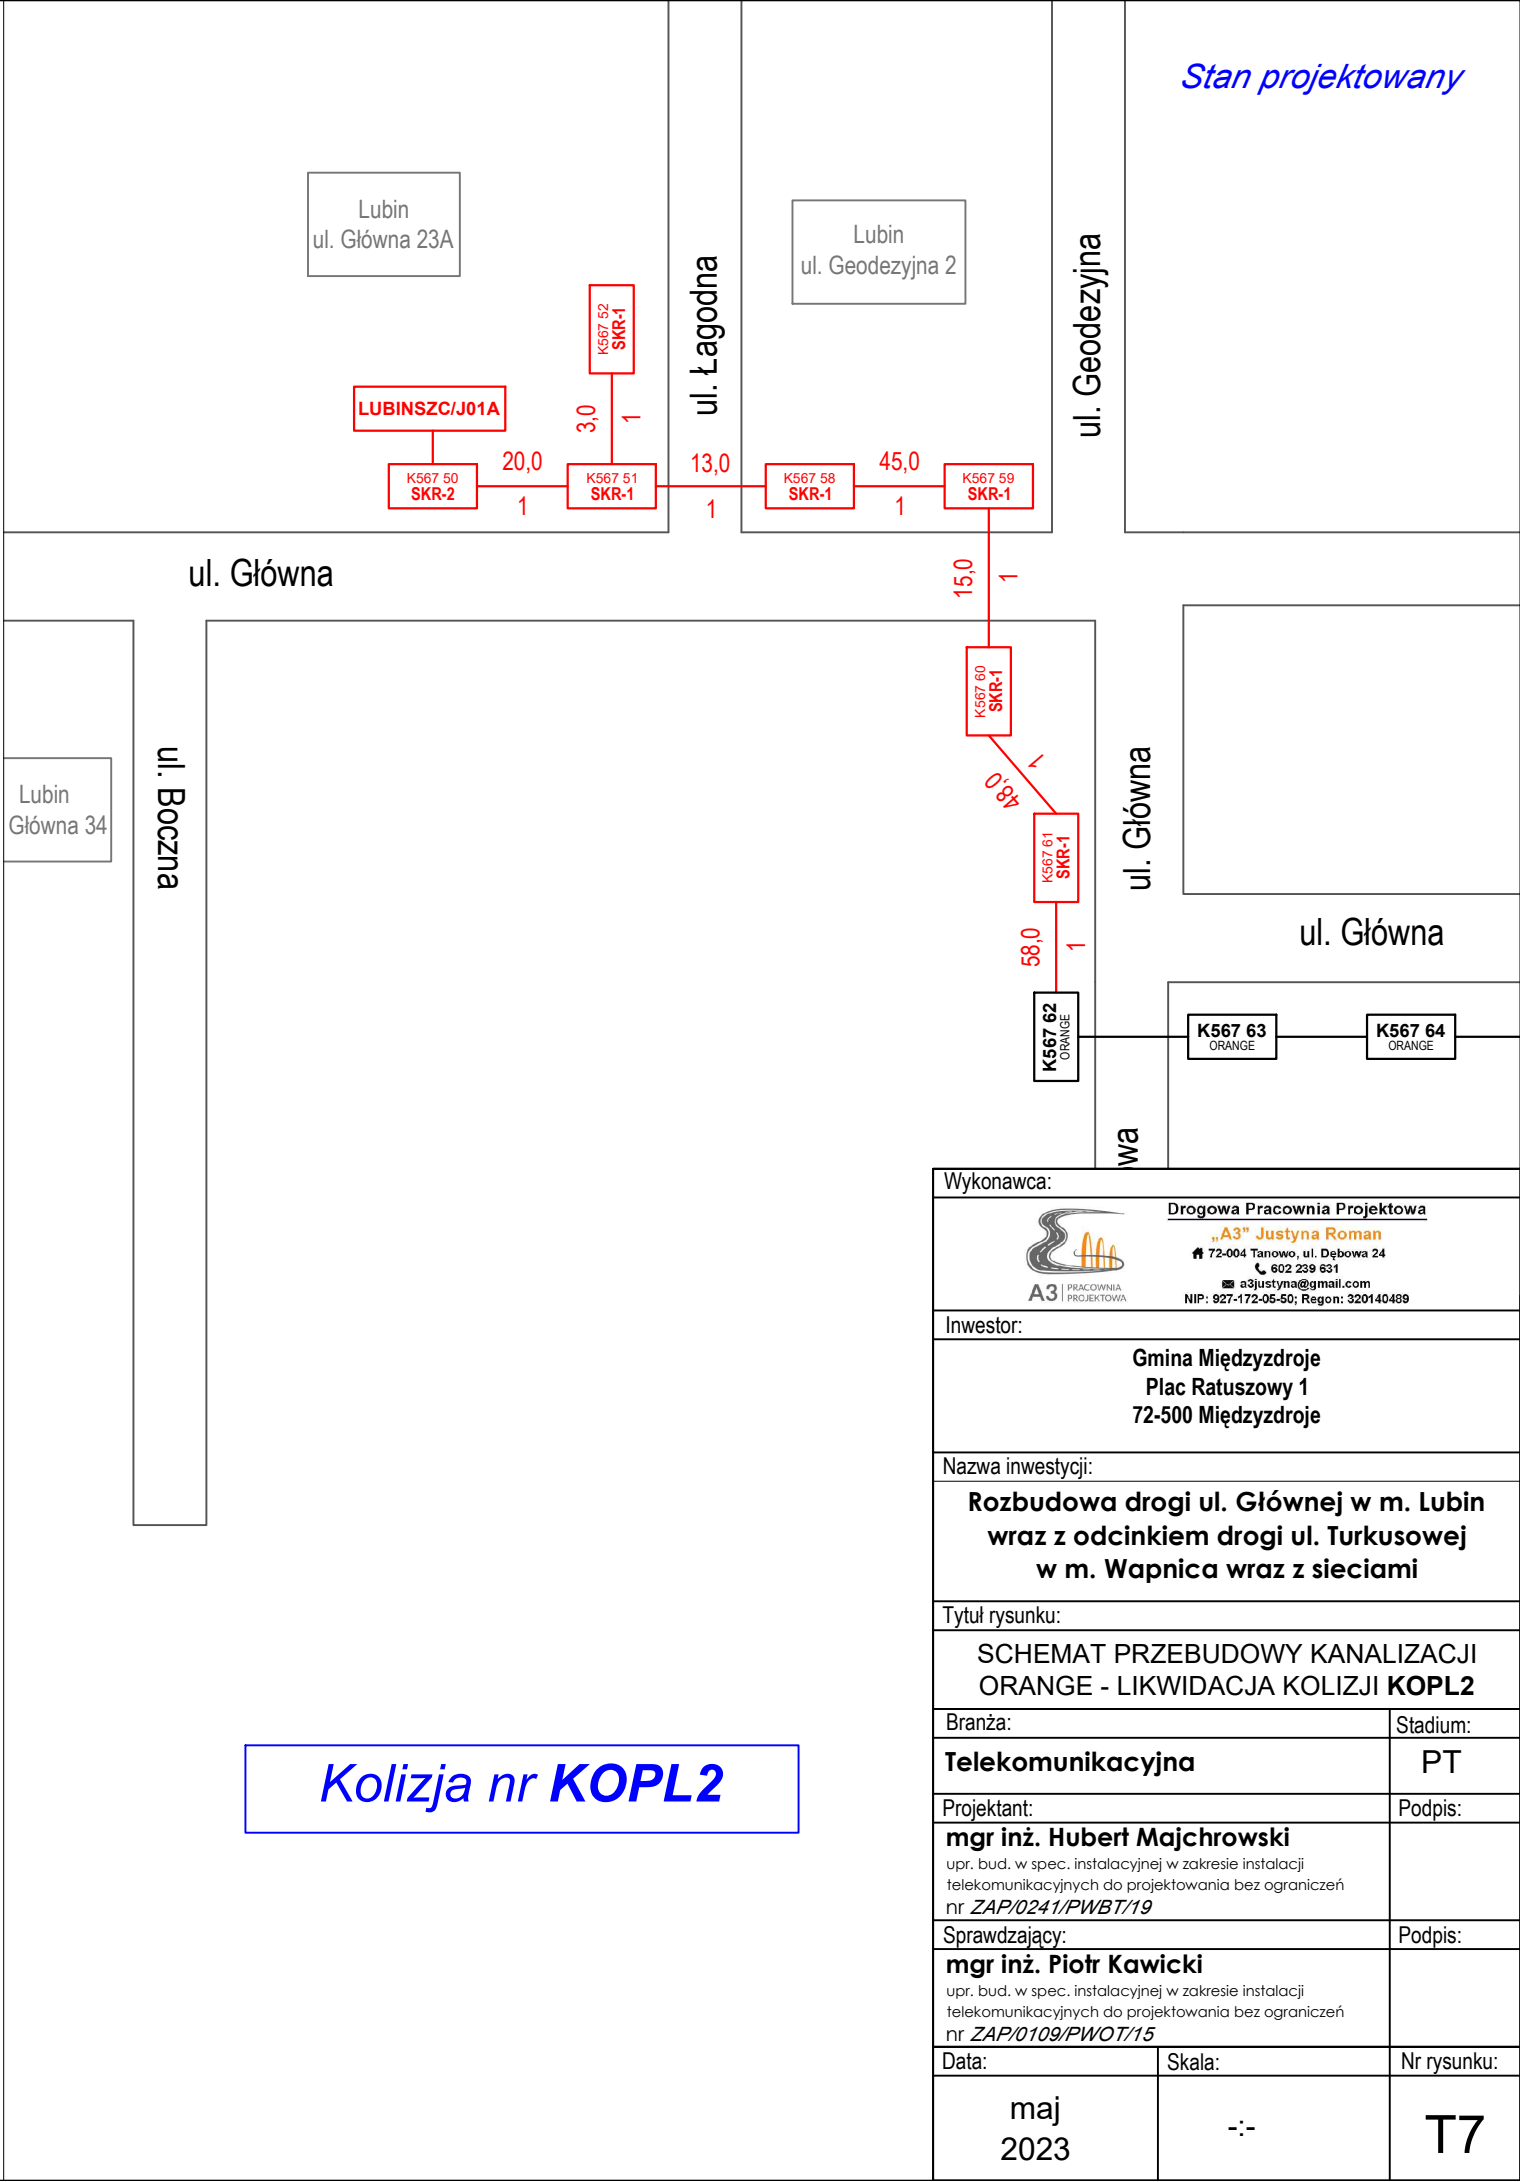 Stan projektowany
Lubin
ul. Główna 23A
Lubin
ul. Geodezyjna 2
ul. Łagodna
ul. Geodezyjna
K567 52
SKR-1
LUBINSZC/J01A
3,0
1
K567 50
SKR-2
20,0
1
K567 51
SKR-1
13,0
1
K567 58
SKR-1
45,0
1
K567 59
SKR-1
ul. Główna
15,0
1
K567 60
SKR-1
48,0
1
ul. Boczna
Lubin
Główna 34
K567 61
SKR-1
ul. Główna
ul. Główna
58,0
1
K567 62
ORANGE
K567 63
ORANGE
K567 64
ORANGE
wa
Wykonawca:
A3 PRACOWNIA
PROJEKTOWA
Drogowa Pracownia Projektowa
„A3” Justyna Roman
72-004 Tanowo, ul. Dębowa 24
602 239 631
a3justyna@gmail.com
NIP: 927-172-05-50; Regon: 320140489
Inwestor:
Gmina Międzyzdroje
Plac Ratuszowy 1
72-500 Międzyzdroje
Nazwa inwestycji:
Rozbudowa drogi ul. Głównej w m. Lubin
wraz z odcinkiem drogi ul. Turkusowej
w m. Wapnica wraz z sieciami
Tytuł rysunku:
SCHEMAT PRZEBUDOWY KANALIZACJI
ORANGE - LIKWIDACJA KOLIZJI KOPL2
Branża:
Stadium:
Telekomunikacyjna
PT
Kolizja nr KOPL2
Projektant:
Podpis:
mgr inż. Hubert Majchrowski
upr. bud. w spec. instalacyjnej w zakresie instalacji
telekomunikacyjnych do projektowania bez ograniczeń
nr ZAP/0241/PWBT/19
Sprawdzający:
Podpis:
mgr inż. Piotr Kawicki
upr. bud. w spec. instalacyjnej w zakresie instalacji
telekomunikacyjnych do projektowania bez ograniczeń
nr ZAP/0109/PWOT/15
Data:
Skala:
Nr rysunku:
maj
2023
-:-
T7